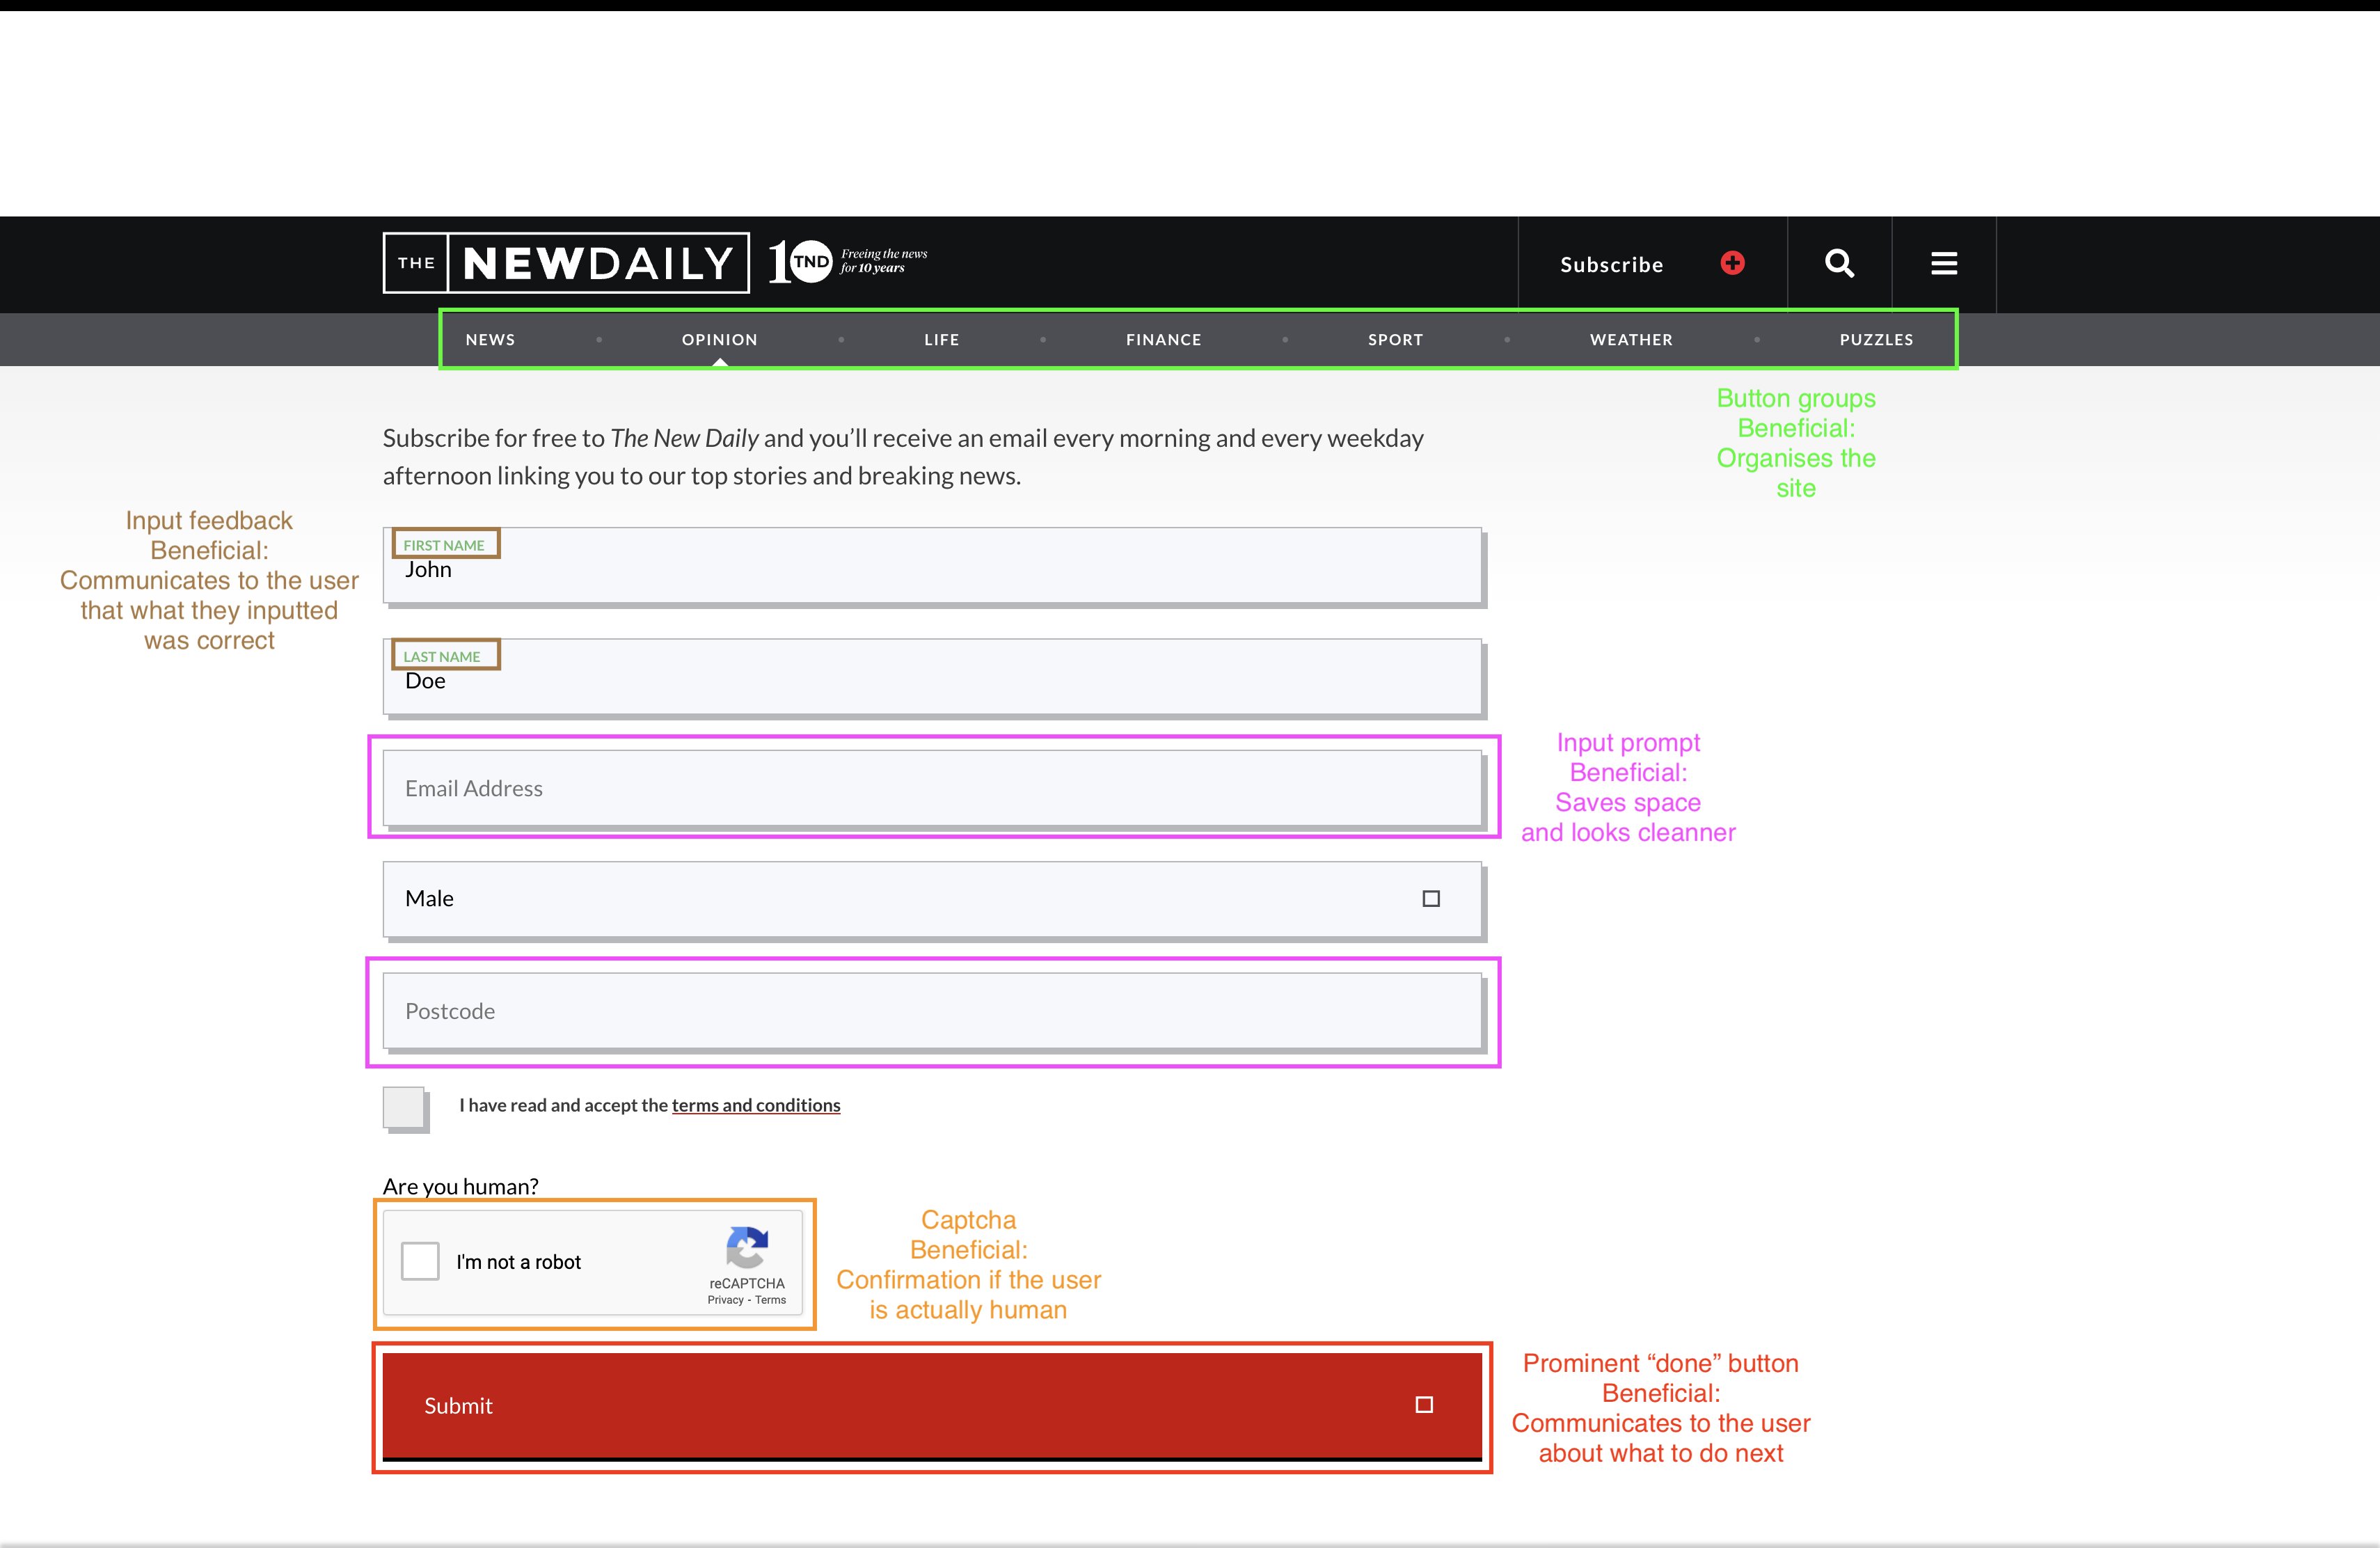 THE NEWDAILY 10 TND Freeing the news
for 10 years
Subscribe
NEWS • OPINION • LIFE • FINANCE • SPORT • WEATHER • PUZZLES
Button groups
Beneficial:
Organises the
site
Subscribe for free to The New Daily and you’ll receive an email every morning and every weekday
afternoon linking you to our top stories and breaking news.
Input feedback
Beneficial:
Communicates to the user
that what they inputted
was correct
FIRST NAME
John
LAST NAME
Doe
Email Address
Input prompt
Beneficial:
Saves space
and looks cleanner
Male
Postcode
I have read and accept the terms and conditions
Are you human?
I'm not a robot
reCAPTCHA
Privacy - Terms
Captcha
Beneficial:
Confirmation if the user
is actually human
Submit
Prominent “done” button
Beneficial:
Communicates to the user
about what to do next